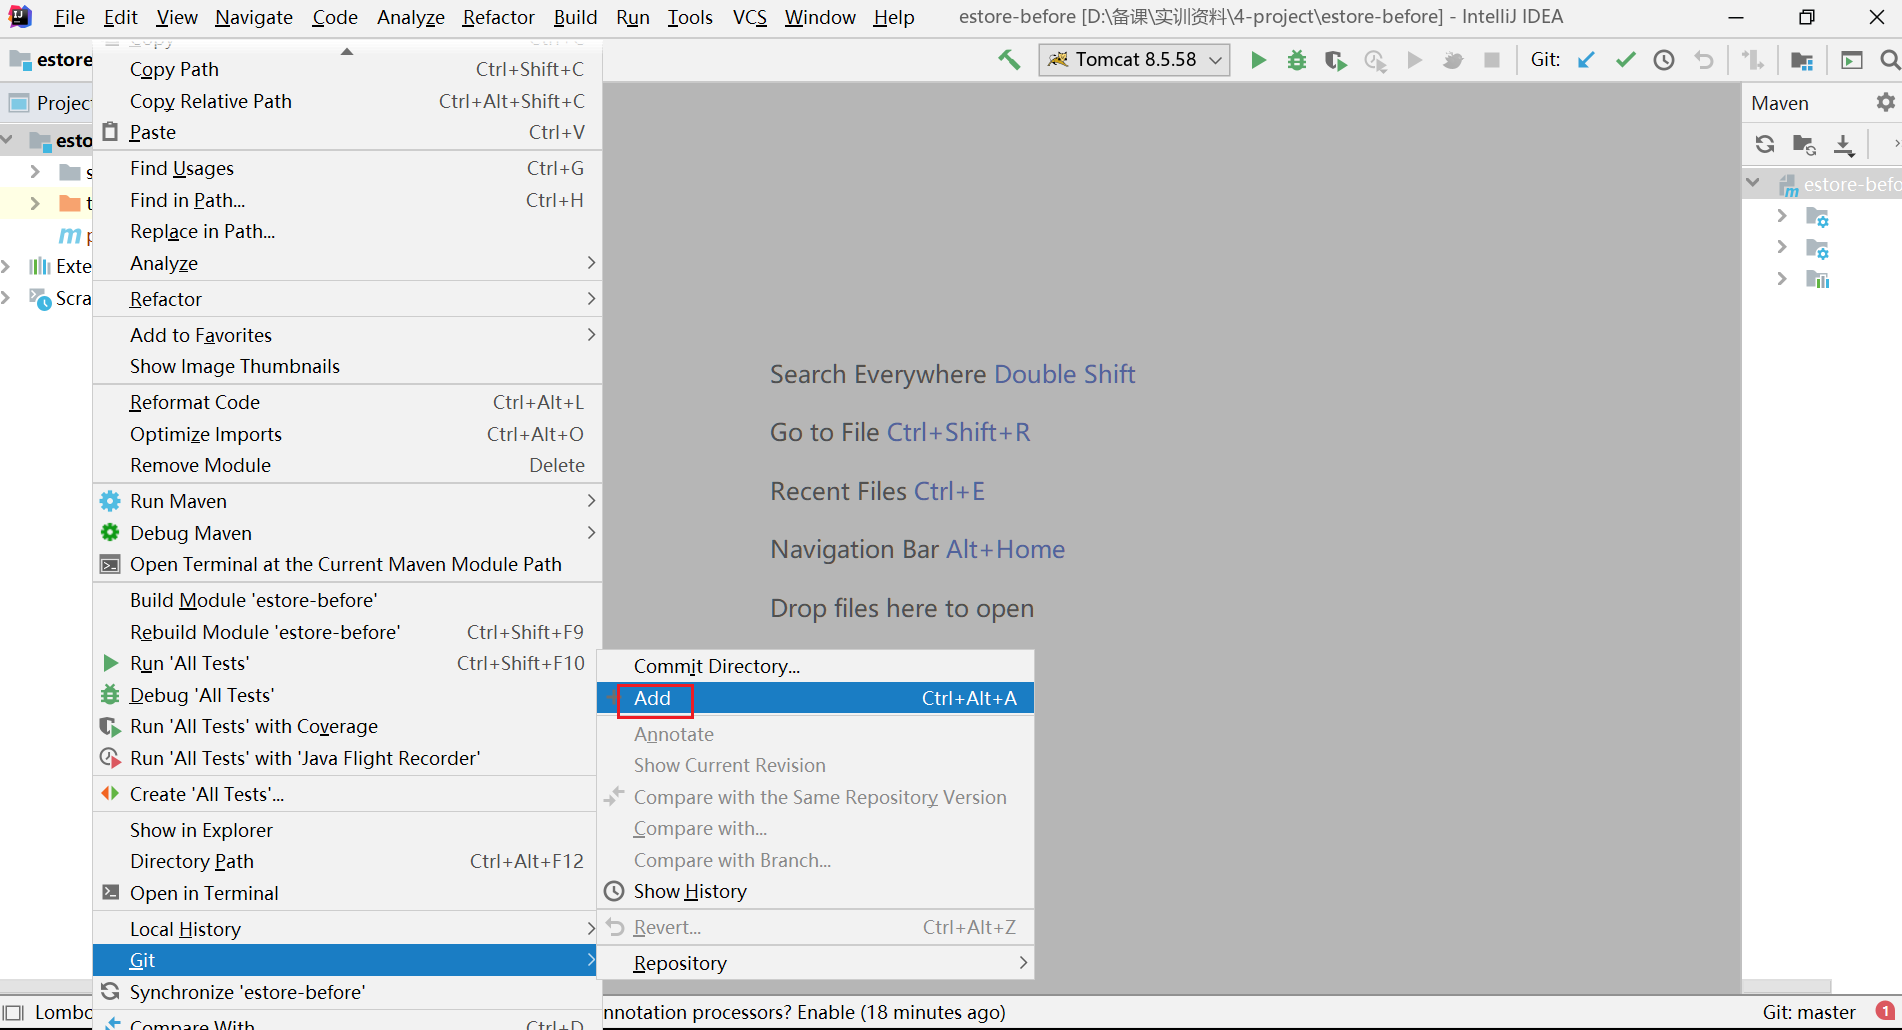 File Edit View Navigate Code Analyze Refactor Build Run Tools VCS Window Help estore-before [D:\备课\实训资料\4-project\estore-before] - IntelliJ IDEA
estore Tomcat 8.5.58 Git:
Copy Ctrl+C
Copy Path Ctrl+Shift+C
Copy Relative Path Ctrl+Alt+Shift+C
Paste Ctrl+V
Find Usages Ctrl+G
Find in Path... Ctrl+H
Replace in Path...
Analyze
Refactor
Add to Favorites
Show Image Thumbnails
Reformat Code Ctrl+Alt+L
Optimize Imports Ctrl+Alt+O
Remove Module Delete
Run Maven
Debug Maven
Open Terminal at the Current Maven Module Path
Build Module 'estore-before'
Rebuild Module 'estore-before' Ctrl+Shift+F9
Run 'All Tests' Ctrl+Shift+F10
Debug 'All Tests'
Run 'All Tests' with Coverage
Run 'All Tests' with 'Java Flight Recorder'
Create 'All Tests'...
Show in Explorer
Directory Path Ctrl+Alt+F12
Open in Terminal
Local History
Git
Synchronize 'estore-before'
Compare With Ctrl+D
Projec
esto
s
t
m p
Exte
Scra
Search Everywhere Double Shift
Go to File Ctrl+Shift+R
Recent Files Ctrl+E
Navigation Bar Alt+Home
Drop files here to open
Commit Directory...
Add Ctrl+Alt+A
Annotate
Show Current Revision
Compare with the Same Repository Version
Compare with...
Compare with Branch...
Show History
Revert... Ctrl+Alt+Z
Repository
Maven
estore-befo
Lombo nnotation processors? Enable (18 minutes ago) Git: master 1